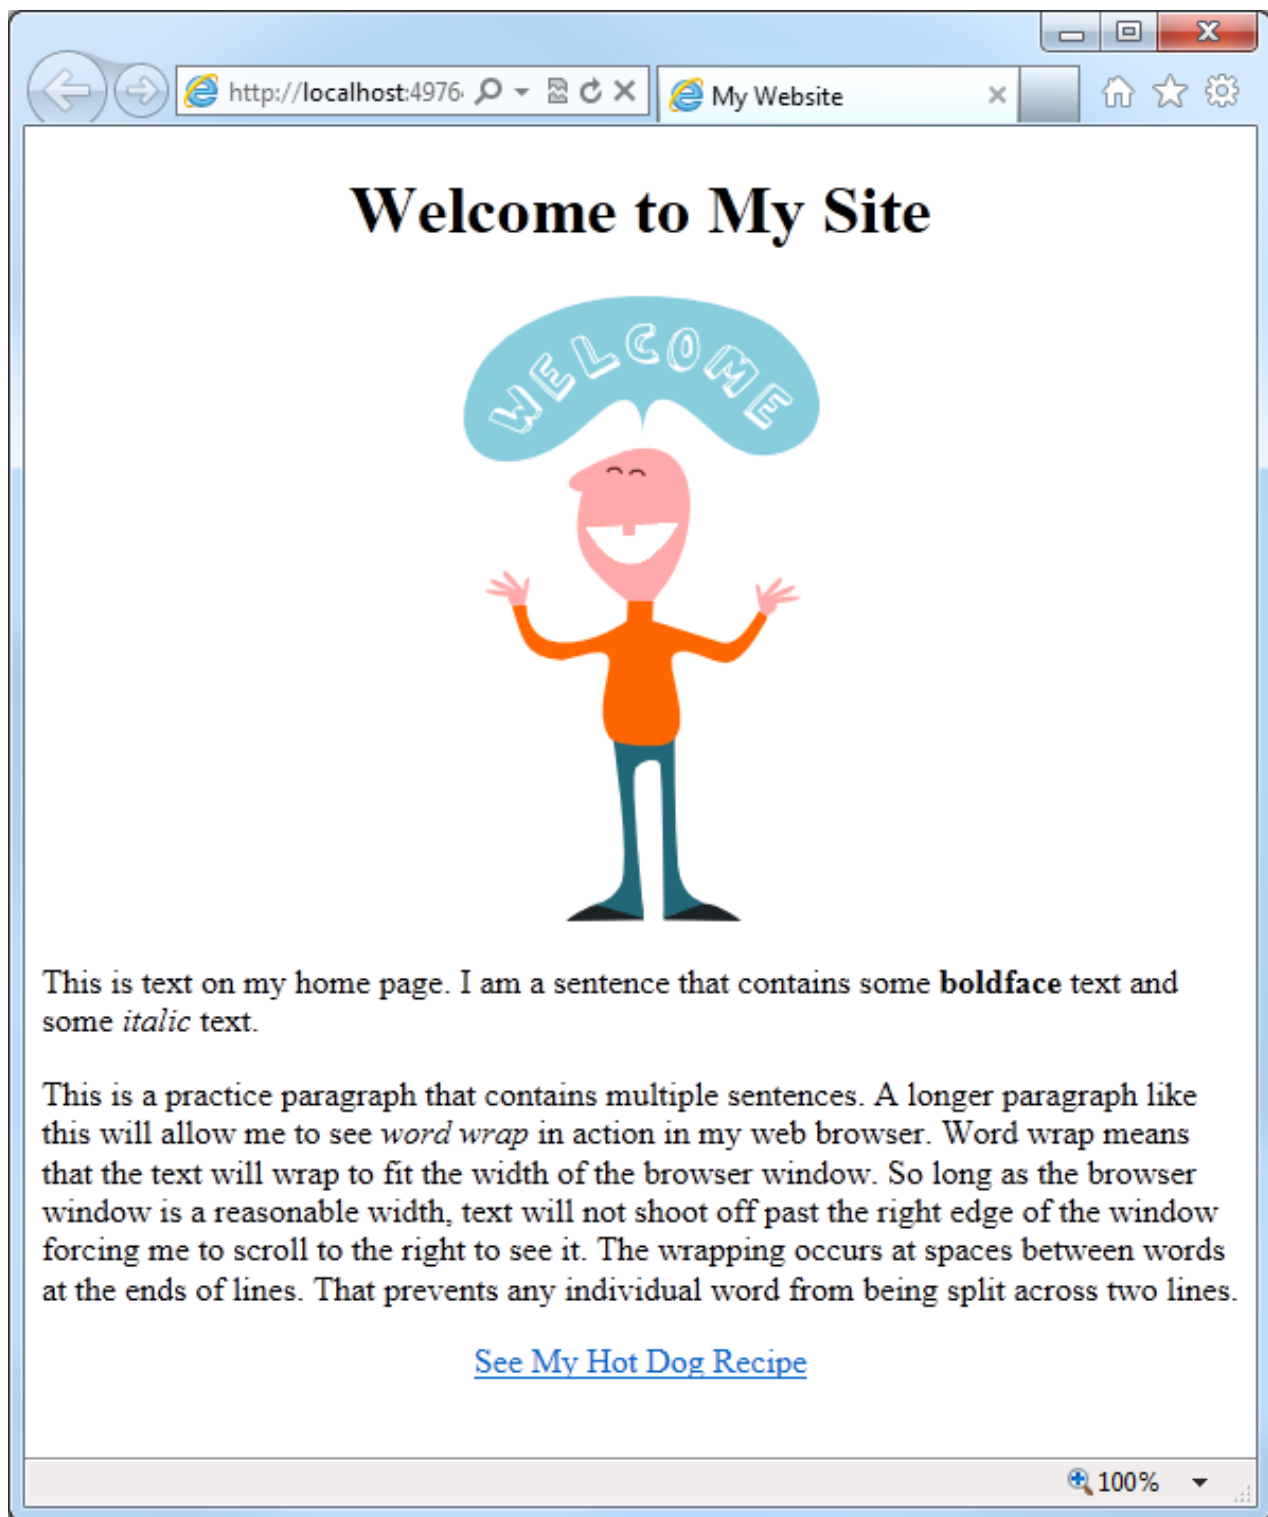 http://localhost:4976
My Website
Welcome to My Site
WELCOME
This is text on my home page. I am a sentence that contains some boldface text and
some italic text.
This is a practice paragraph that contains multiple sentences. A longer paragraph like
this will allow me to see word wrap in action in my web browser. Word wrap means
that the text will wrap to fit the width of the browser window. So long as the browser
window is a reasonable width, text will not shoot off past the right edge of the window
forcing me to scroll to the right to see it. The wrapping occurs at spaces between words
at the ends of lines. That prevents any individual word from being split across two lines.
See My Hot Dog Recipe
100%